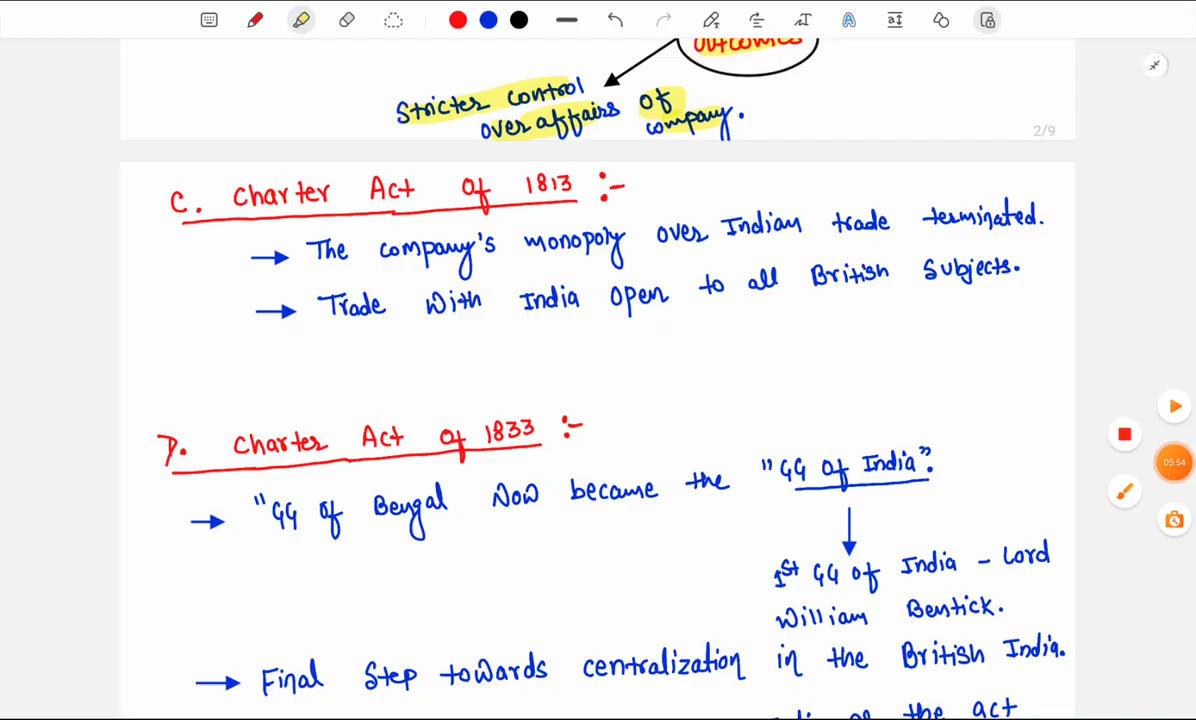 outcomes
Stricter control
over affairs of
company.
2/9
C. Charter Act of 1813 :-
→ The company's monopoly over Indian trade terminated.
→ Trade with India open to all British Subjects.
D. Charter Act of 1833 :-
→ "GG of Bengal Now became the "GG of India".
1st GG of India - Lord
William Bentick.
→ Final Step towards centralization in the British India.
the act
05:54